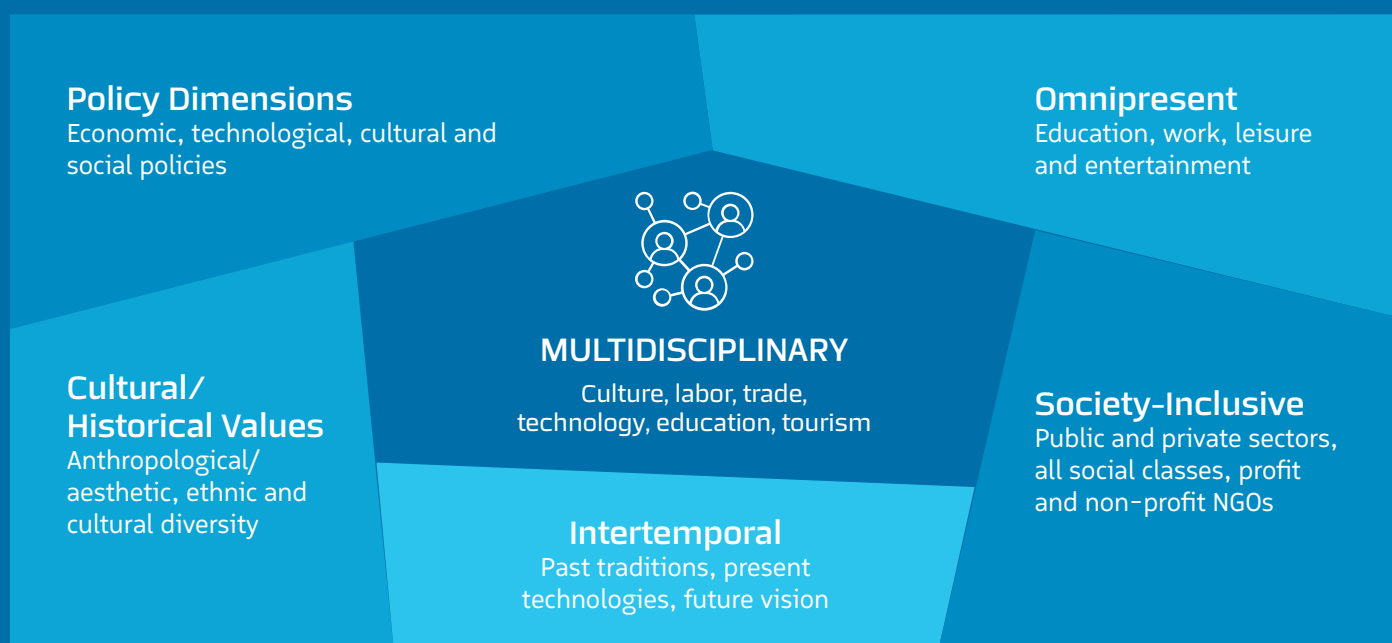 Policy Dimensions
Economic, technological, cultural and
social policies
Omnipresent
Education, work, leisure
and entertainment
MULTIDISCIPLINARY
Culture, labor, trade,
technology, education, tourism
Cultural/
Historical Values
Anthropological/
aesthetic, ethnic and
cultural diversity
Society-Inclusive
Public and private sectors,
all social classes, profit
and non-profit NGOs
Intertemporal
Past traditions, present
technologies, future vision